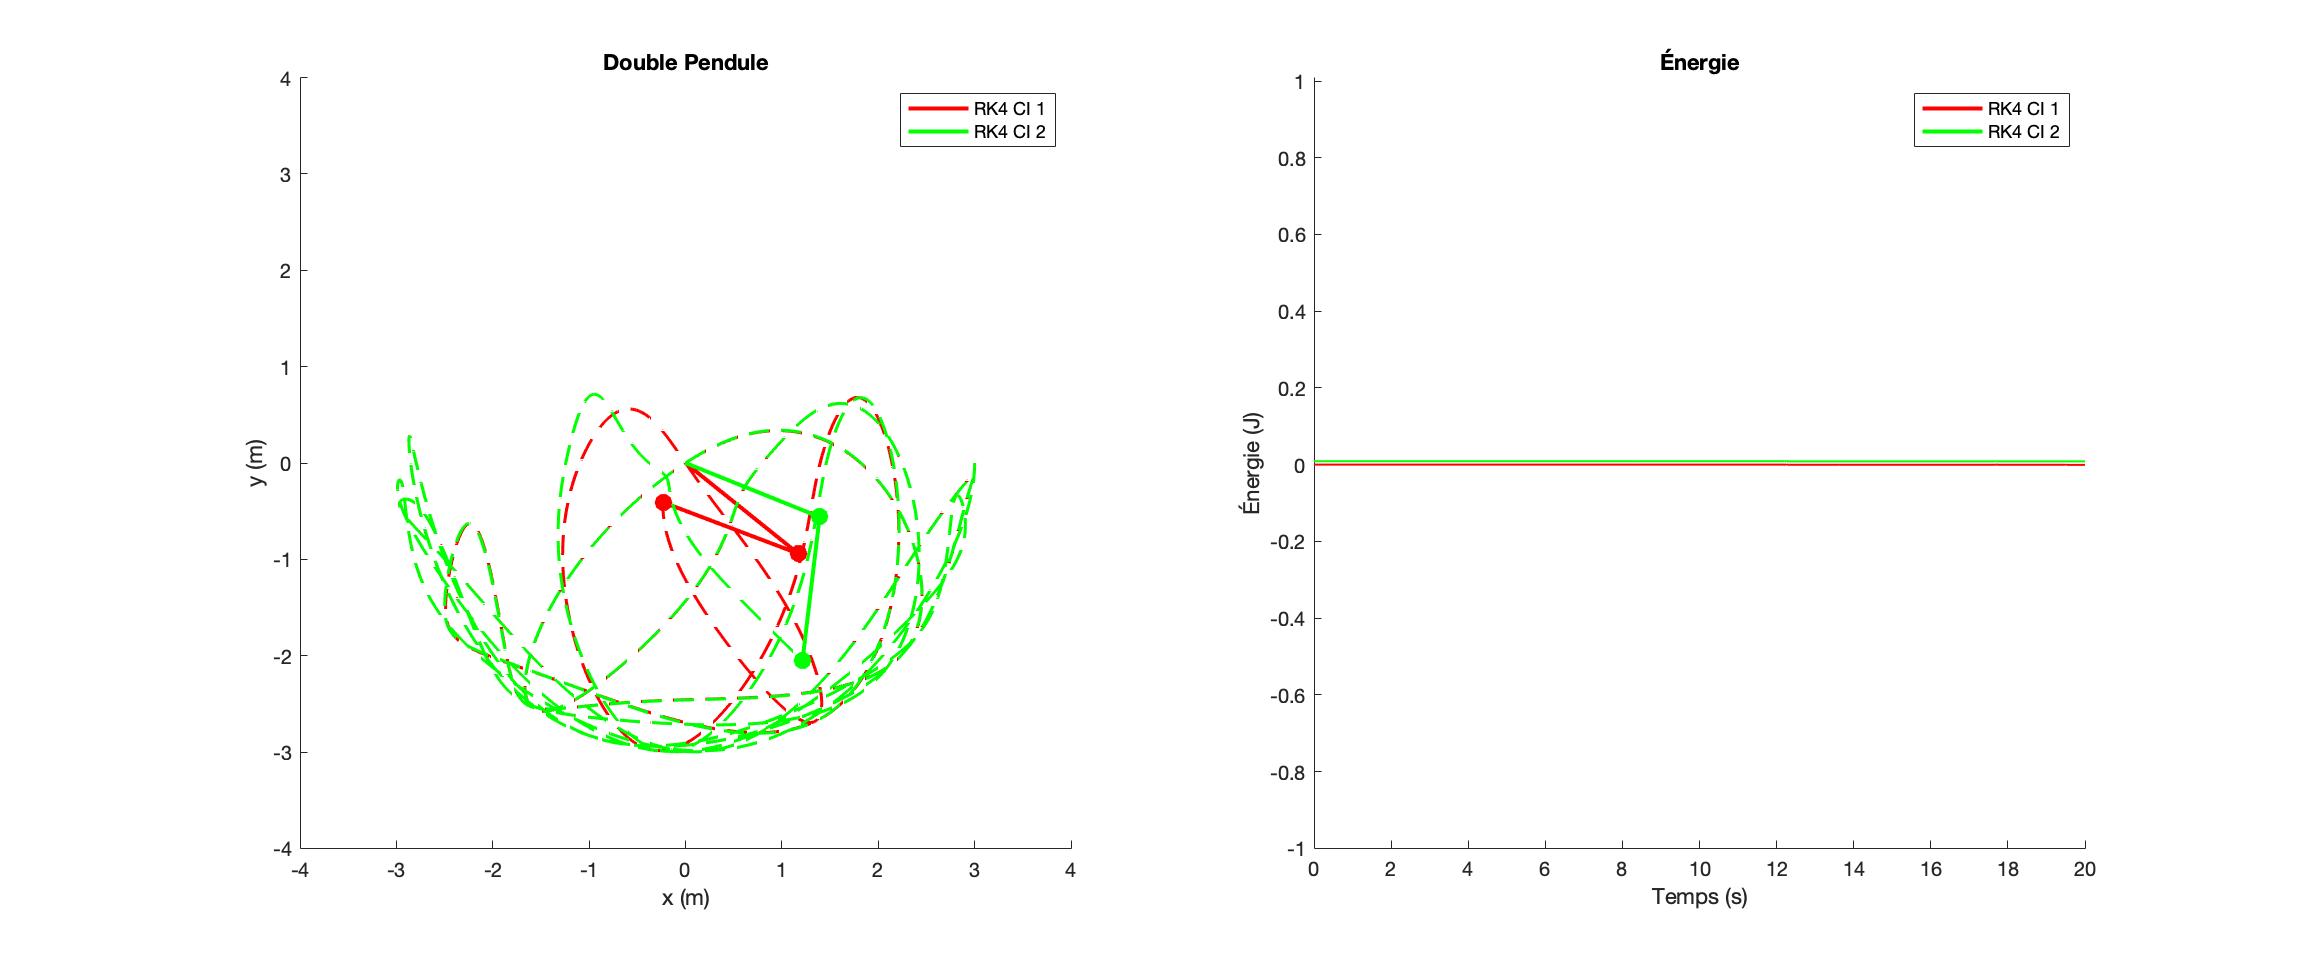 Double Pendule
4
3
2
1
0
-1
-2
-3
-4
y (m)
-4 -3 -2 -1 0 1 2 3 4
x (m)
RK4 CI 1
RK4 CI 2
Énergie
1
0.8
0.6
0.4
0.2
0
-0.2
-0.4
-0.6
-0.8
-1
Énergie (J)
0 2 4 6 8 10 12 14 16 18 20
Temps (s)
RK4 CI 1
RK4 CI 2